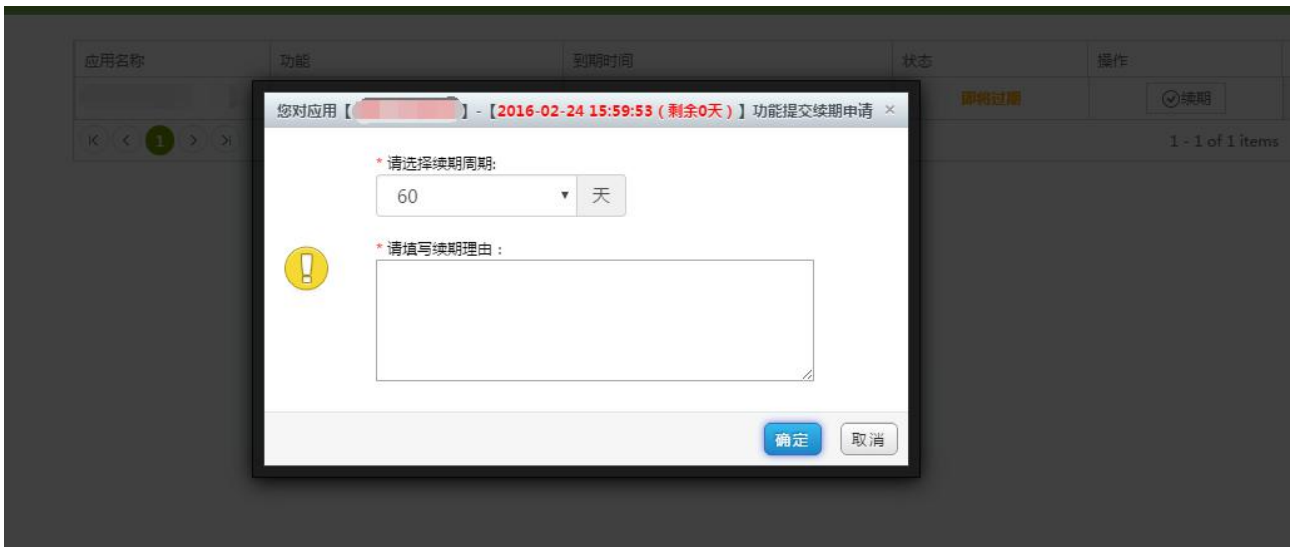 应用名称 功能 到期时间 状态 操作
即将过期 续期
1 1 - 1 of 1 items
您对应用【 】-【2016-02-24 15:59:53（剩余0天）】功能提交续期申请 ×
* 请选择续期周期:
60 天
* 请填写续期理由：
确定 取消